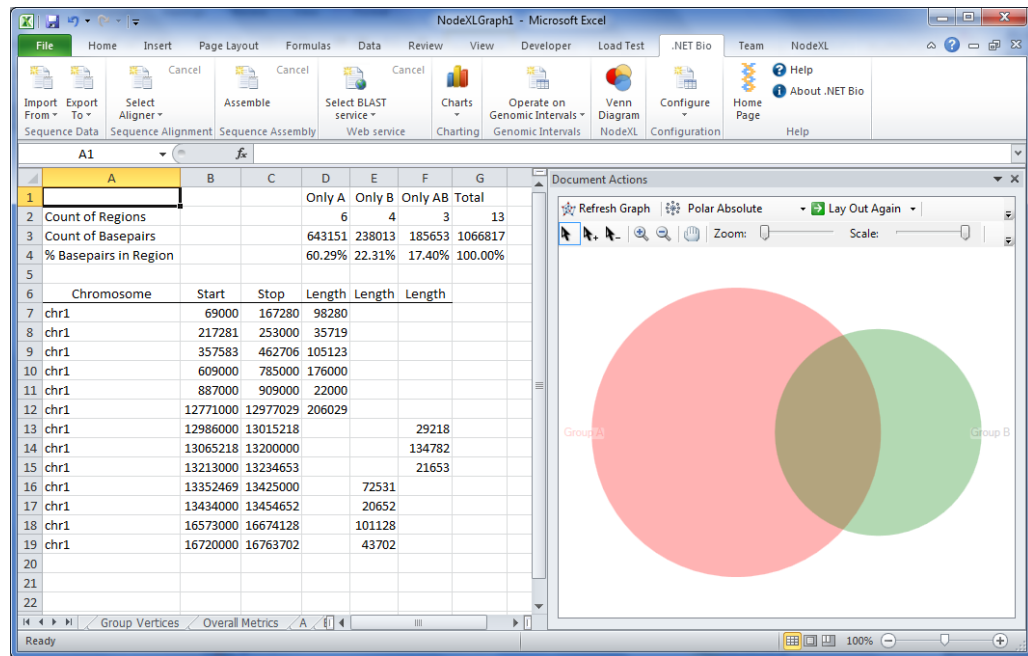 NodeXLGraph1 - Microsoft Excel
File Home Insert Page Layout Formulas Data Review View Developer Load Test .NET Bio Team NodeXL
Cancel Cancel Cancel Help
About .NET Bio
Import From Export To Select Aligner Assemble Select BLAST service Charts Operate on Genomic Intervals Venn Diagram Configure Home Page
Sequence Data Sequence Alignment Sequence Assembly Web service Charting Genomic Intervals NodeXL Configuration Help
A1 fx
A B C D E F G
Document Actions
1 Only A Only B Only AB Total
2 Count of Regions 6 4 3 13
3 Count of Basepairs 643151 238013 185653 1066817
4 % Basepairs in Region 60.29% 22.31% 17.40% 100.00%
5
6 Chromosome Start Stop Length Length Length
7 chr1 69000 167280 98280
8 chr1 217281 253000 35719
9 chr1 357583 462706 105123
10 chr1 609000 785000 176000
11 chr1 887000 909000 22000
12 chr1 12771000 12977029 206029
13 chr1 12986000 13015218 29218
14 chr1 13065218 13200000 134782
15 chr1 13213000 13234653 21653
16 chr1 13352469 13425000 72531
17 chr1 13434000 13454652 20652
18 chr1 16573000 16674128 101128
19 chr1 16720000 16763702 43702
20
21
22
Refresh Graph Polar Absolute Lay Out Again
Zoom: Scale:
Group A Group B
Group Vertices Overall Metrics A
Ready 100%